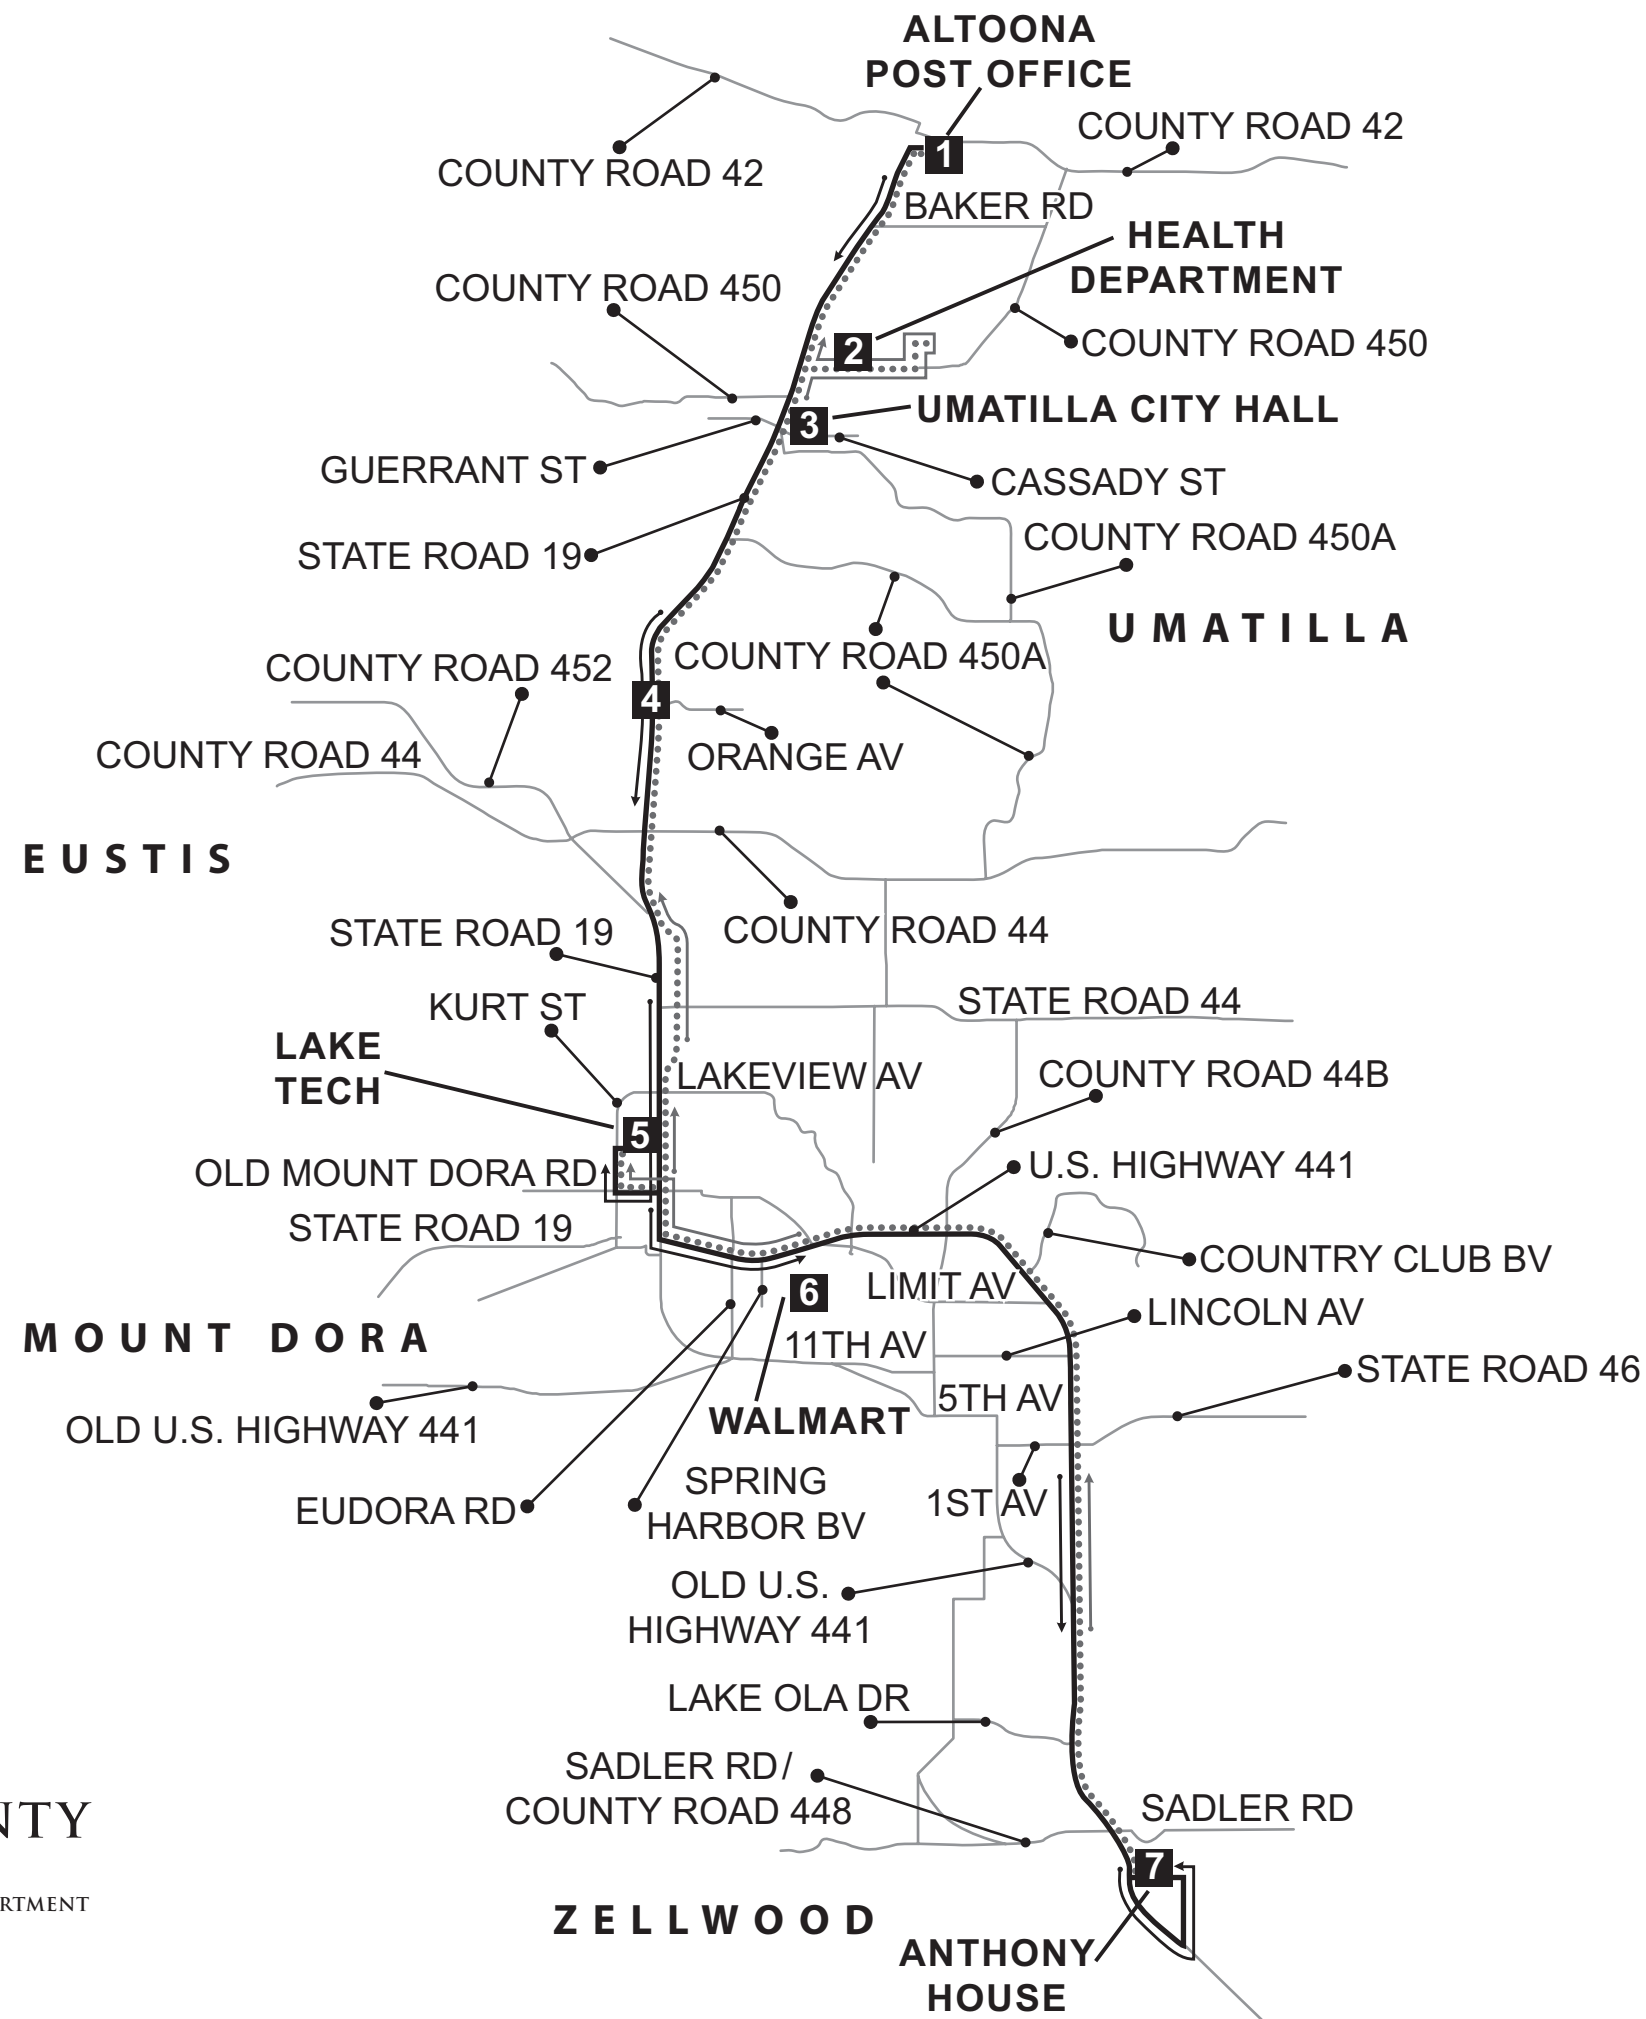 ALTOONA
POST OFFICE
COUNTY ROAD 42
COUNTY ROAD 42
1
BAKER RD
HEALTH
DEPARTMENT
COUNTY ROAD 450
COUNTY ROAD 450
2
UMATILLA CITY HALL
3
GUERRANT ST
CASSADY ST
COUNTY ROAD 450A
STATE ROAD 19
UMATILLA
COUNTY ROAD 450A
COUNTY ROAD 452
4
COUNTY ROAD 44
ORANGE AV
EUSTIS
STATE ROAD 19
COUNTY ROAD 44
KURT ST
STATE ROAD 44
LAKE
TECH
LAKEVIEW AV
COUNTY ROAD 44B
5
OLD MOUNT DORA RD
U.S. HIGHWAY 441
STATE ROAD 19
COUNTRY CLUB BV
6
LIMIT AV
LINCOLN AV
MOUNT DORA
11TH AV
STATE ROAD 46
5TH AV
OLD U.S. HIGHWAY 441
WALMART
EUDORA RD
SPRING
HARBOR BV
1ST AV
OLD U.S.
HIGHWAY 441
LAKE OLA DR
SADLER RD/
COUNTY ROAD 448
SADLER RD
NTY
7
RTMENT
ZELLWOOD
ANTHONY
HOUSE